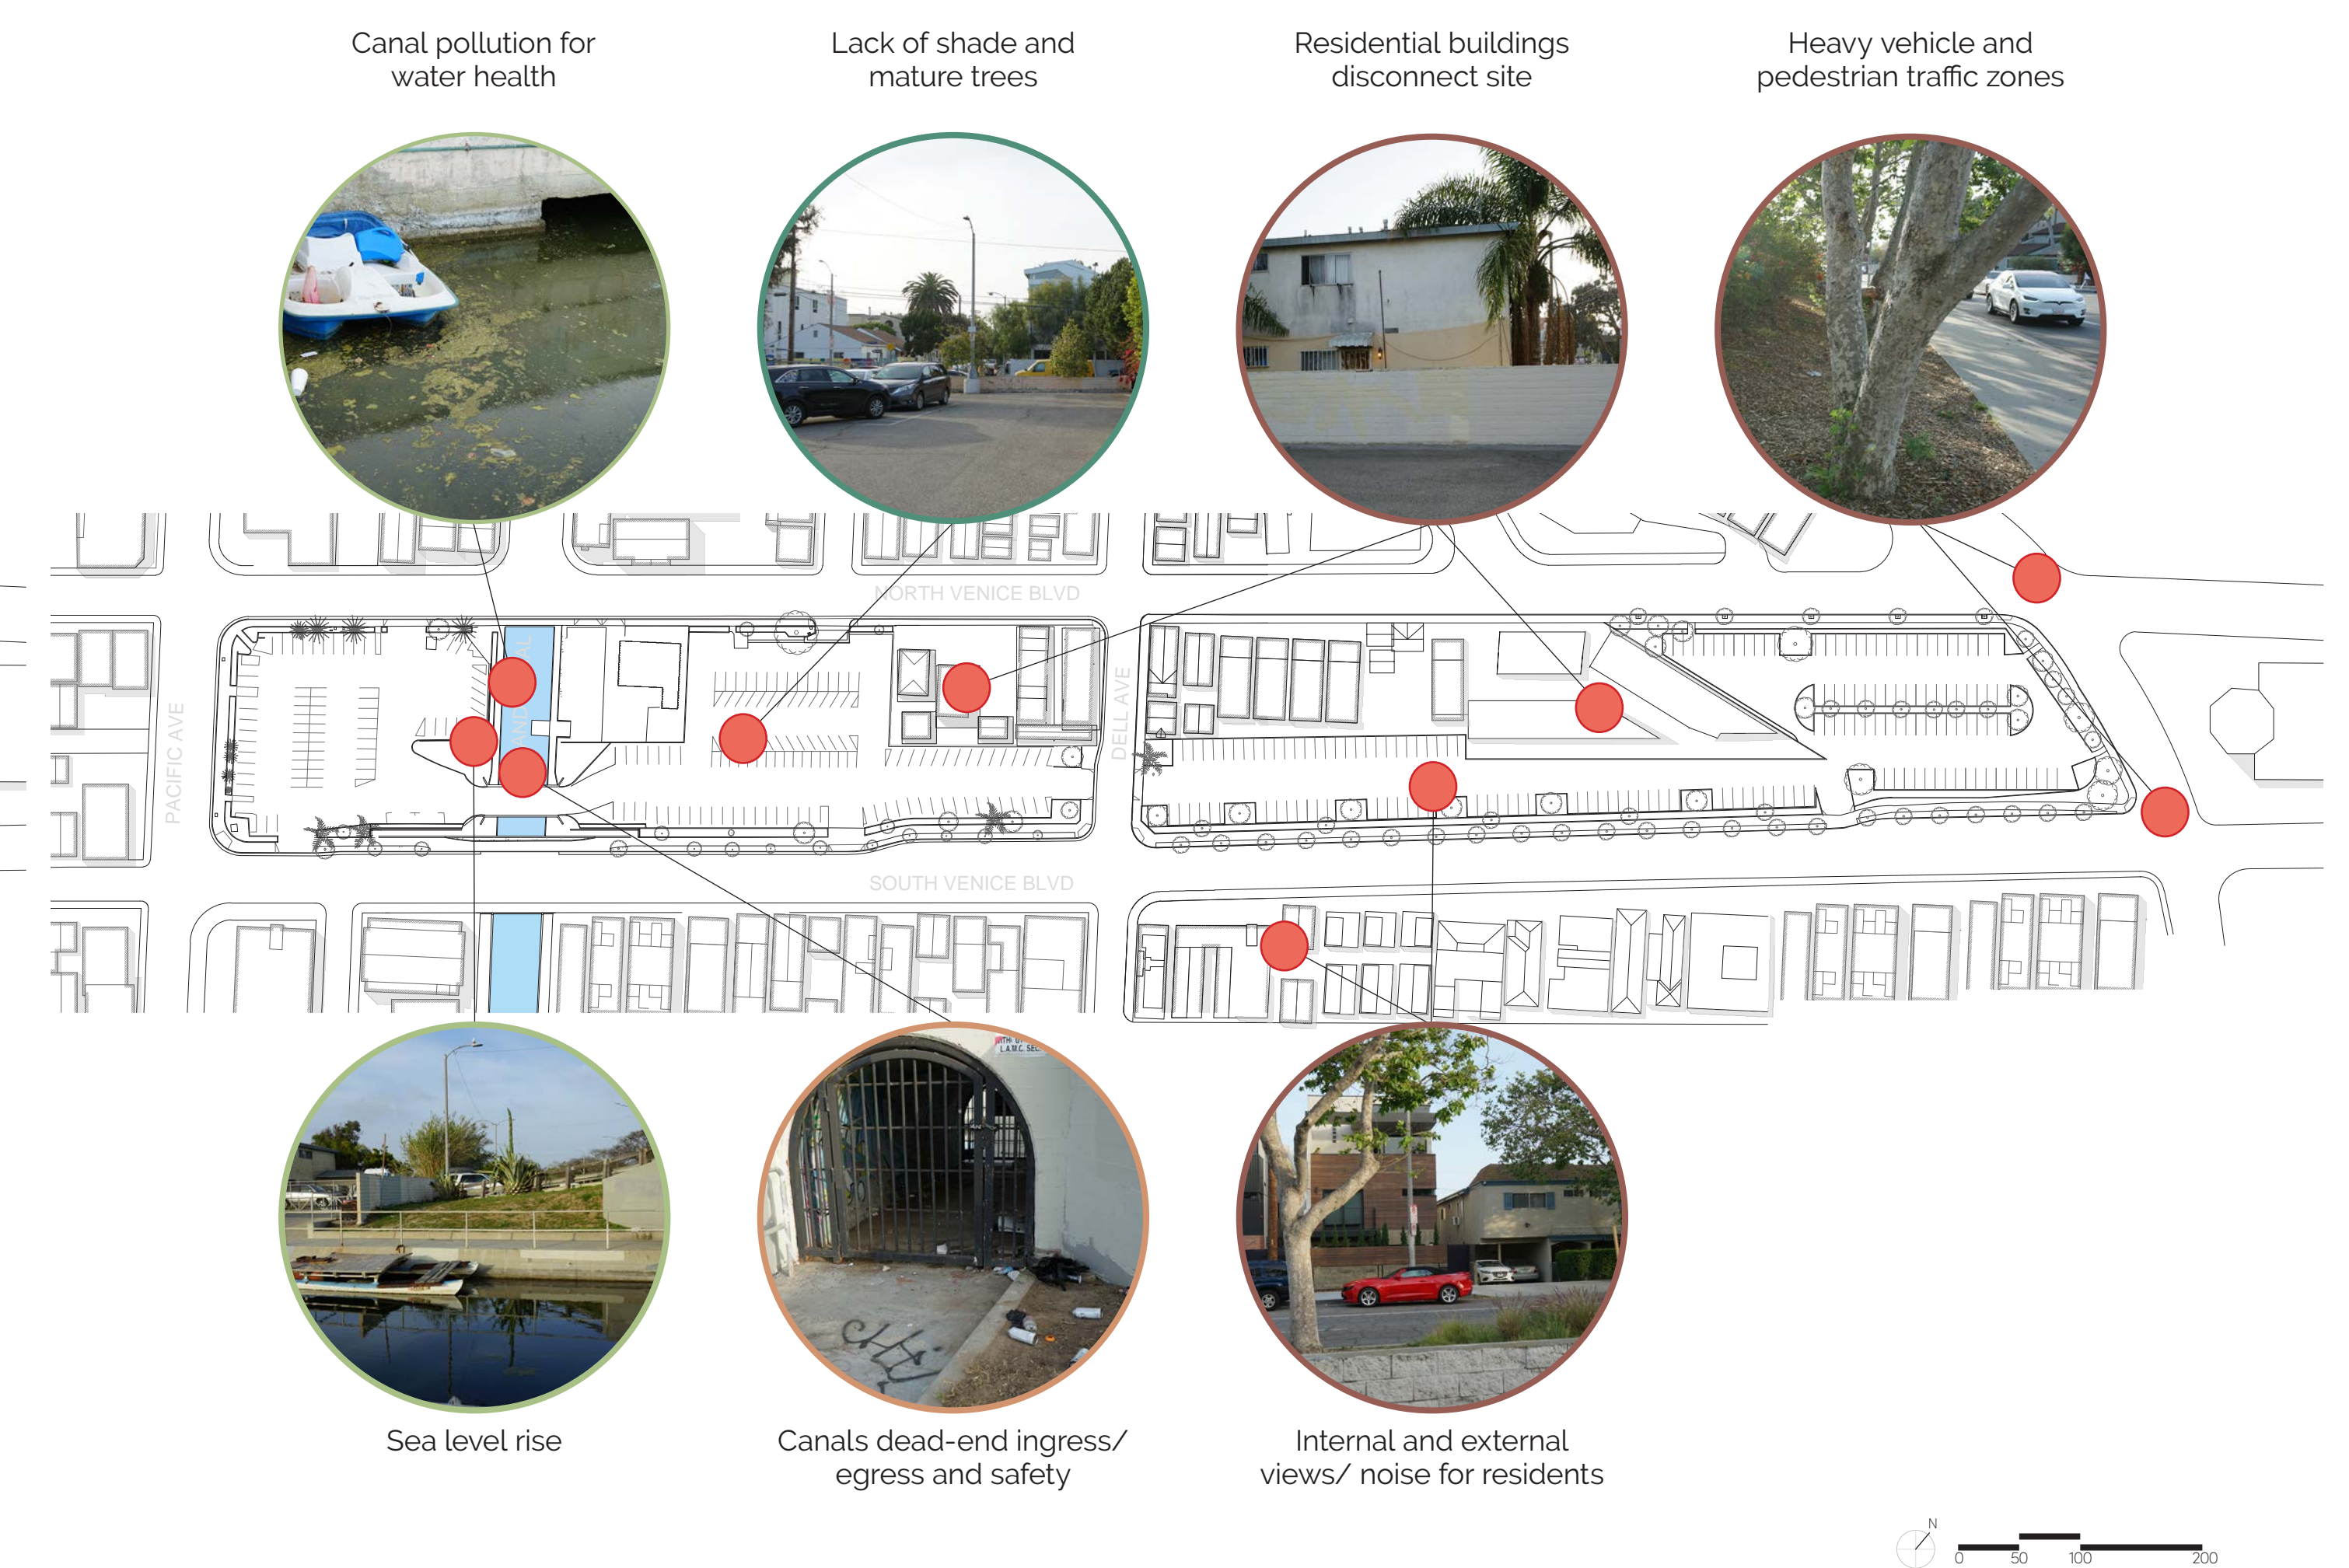 Canal pollution for
water health
Lack of shade and
mature trees
Residential buildings
disconnect site
Heavy vehicle and
pedestrian traffic zones
NORTH VENICE BLVD
PACIFIC AVE
DELL AVE
SOUTH VENICE BLVD
L.A.M.C. SEC
Sea level rise
Canals dead-end ingress/
egress and safety
Internal and external
views/ noise for residents
N
0 50 100 200